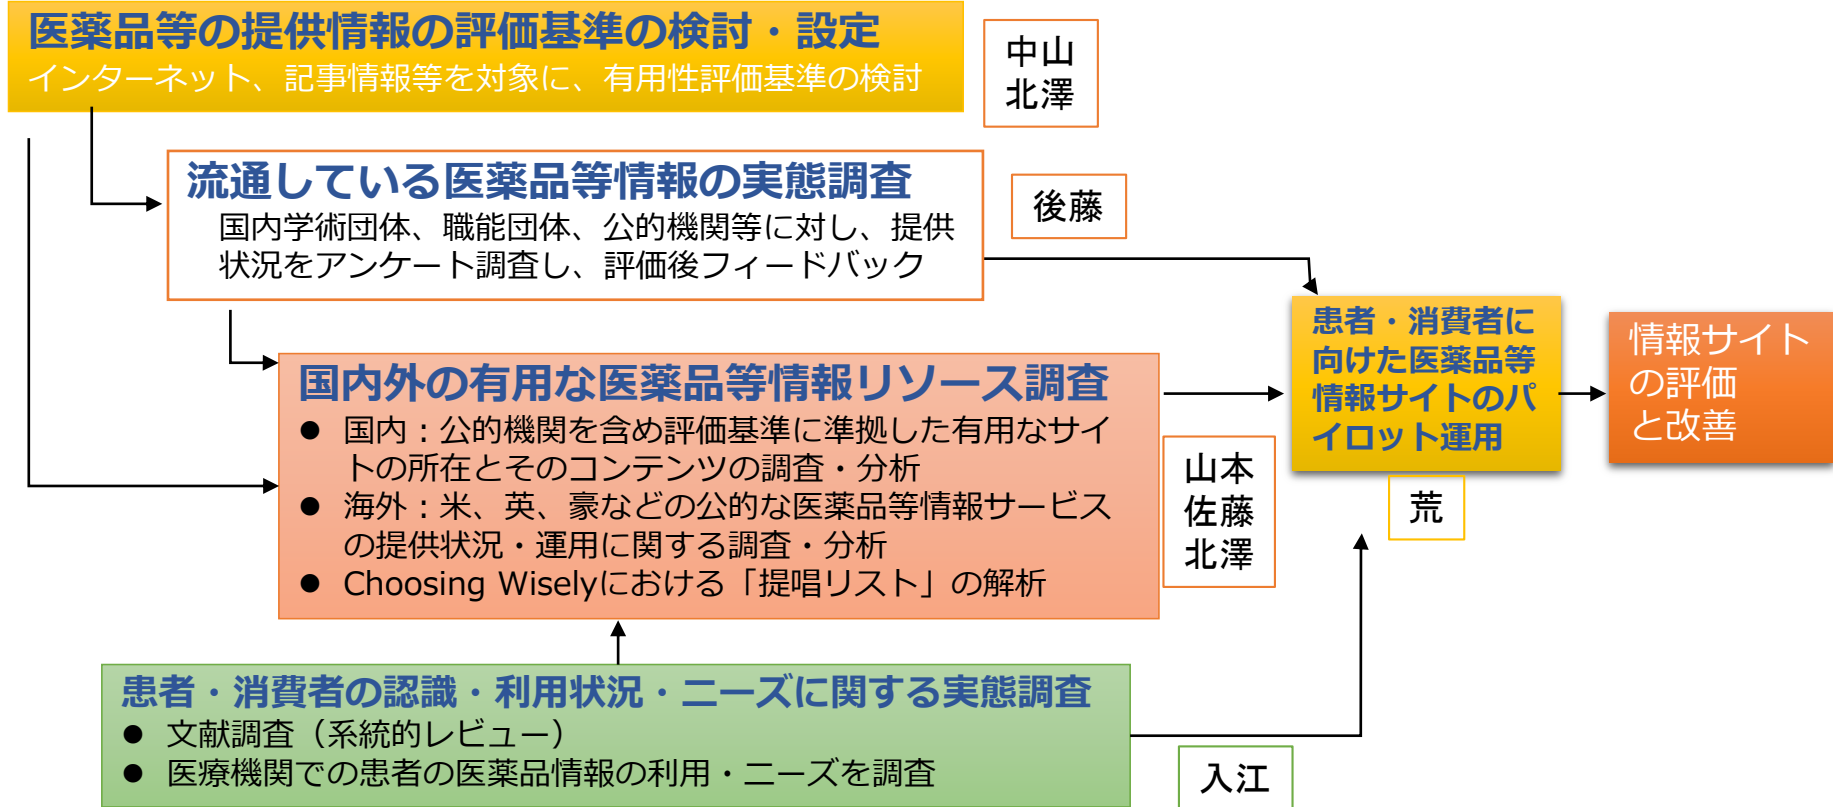 医薬品等の提供情報の評価基準の検討・設定
インターネット、記事情報等を対象に、有用性評価基準の検討
中山
北澤
流通している医薬品等情報の実態調査
国内学術団体、職能団体、公的機関等に対し、提供
状況をアンケート調査し、評価後フィードバック
後藤
国内外の有用な医薬品等情報リソース調査
● 国内：公的機関を含め評価基準に準拠した有用なサイ
トの所在とそのコンテンツの調査・分析
● 海外：米、英、豪などの公的な医薬品等情報サービス
の提供状況・運用に関する調査・分析
● Choosing Wiselyにおける「提唱リスト」の解析
山本
佐藤
北澤
患者・消費者に
向けた医薬品等
情報サイトのパ
イロット運用
荒
情報サイト
の評価
と改善
患者・消費者の認識・利用状況・ニーズに関する実態調査
● 文献調査（系統的レビュー）
● 医療機関での患者の医薬品情報の利用・ニーズを調査
入江